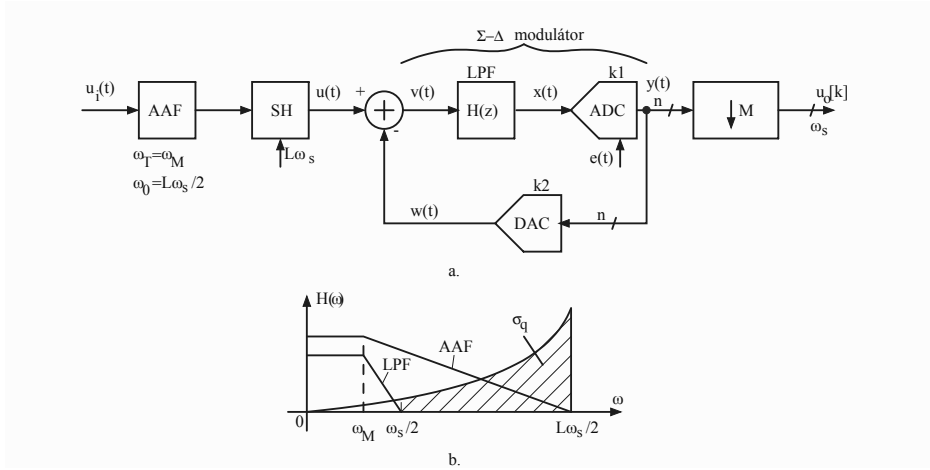 Σ–Δ modulátor
LPF
k1
u_i(t)
AAF
SH
u(t)
+
+
-
v(t)
H(z)
x(t)
ADC
y(t)
n
↓ M
u_o[k]
ω_s
ω_T=ω_M
ω_0=Lω_s/2
Lω_s
e(t)
k2
w(t)
DAC
n
a.
H(ω)
σ_q
AAF
LPF
ω
0
ω_M
ω_s/2
Lω_s/2
b.